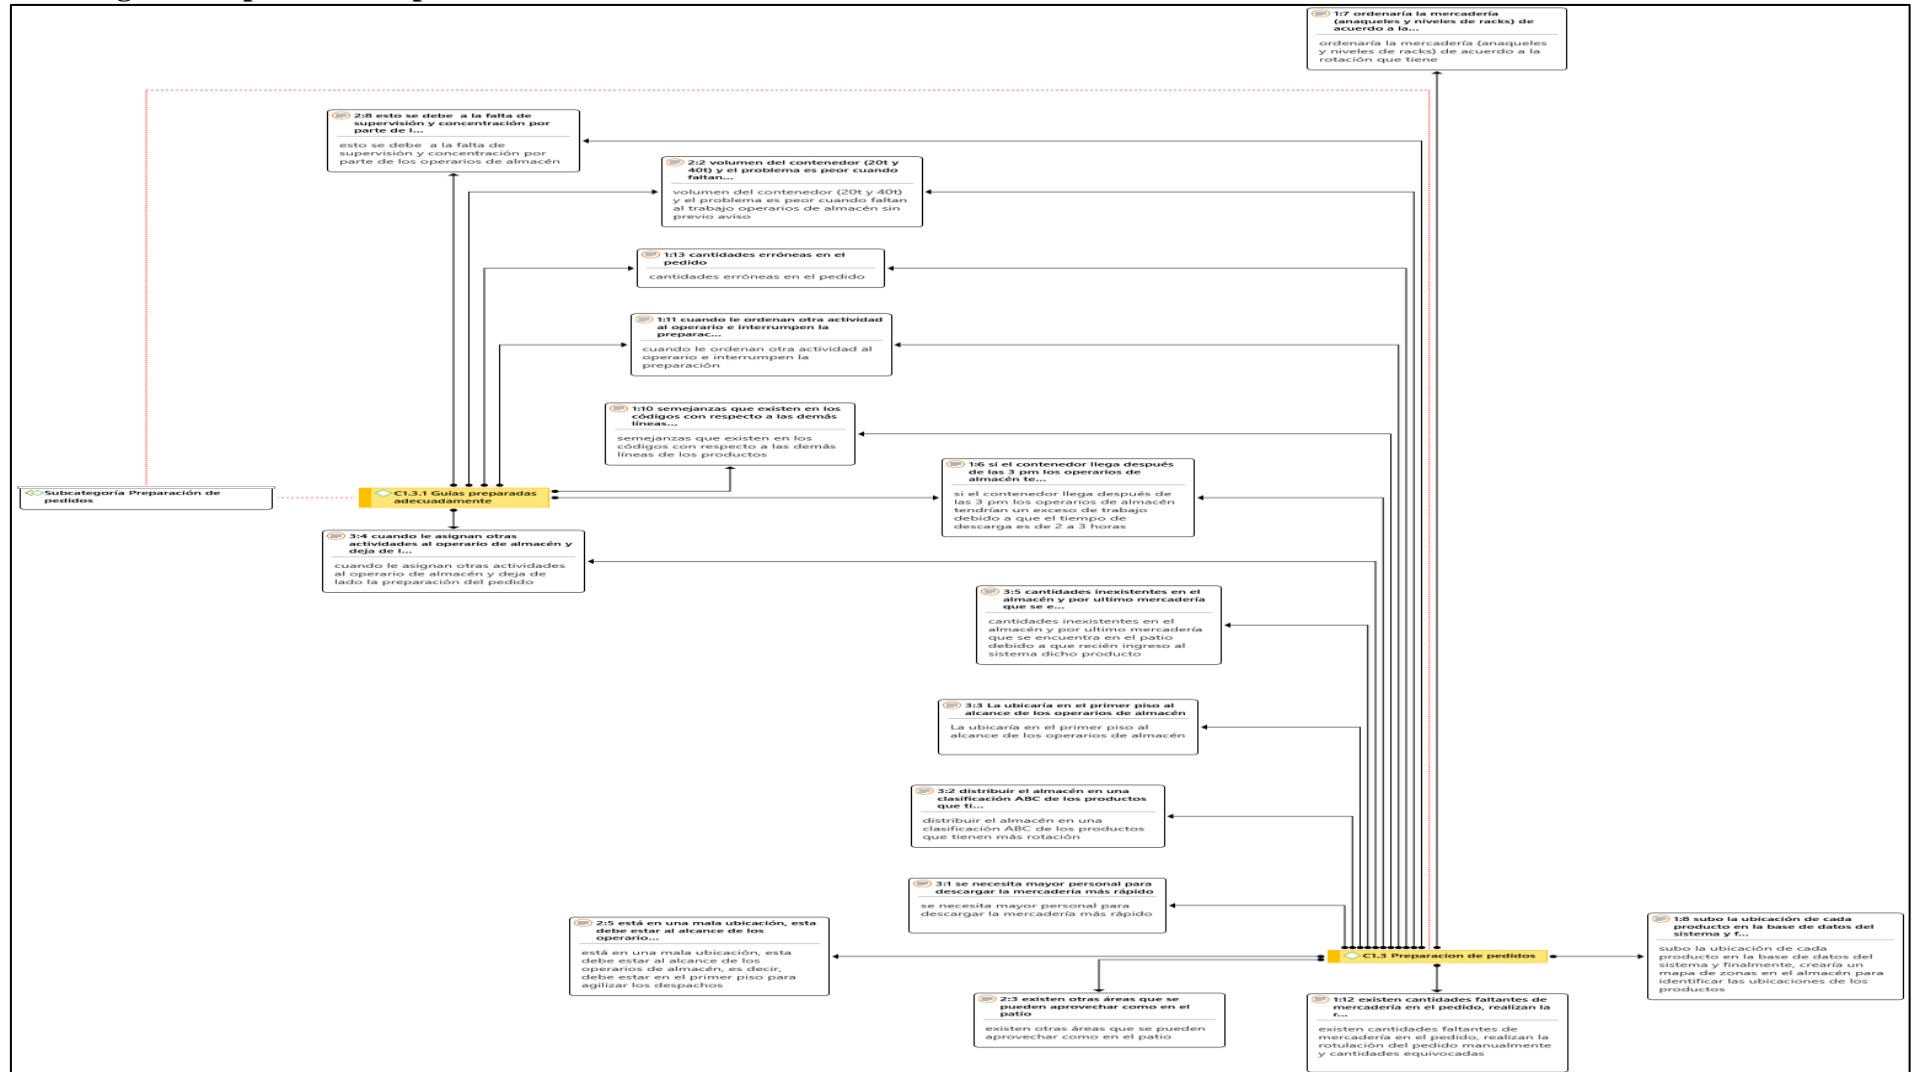 1:7 ordenaría la mercadería
(anaqueles y niveles de racks) de
acuerdo a la...
ordenaría la mercadería (anaqueles
y niveles de racks) de acuerdo a la
rotación que tiene
2:8 esto se debe  a la falta de
supervisión y concentración por
parte de l...
esto se debe  a la falta de
supervisión y concentración por
parte de los operarios de almacén
2:2 volumen del contenedor (20t y
40t) y el problema es peor cuando
faltan...
volumen del contenedor (20t y 40t)
y el problema es peor cuando faltan
al trabajo operarios de almacén sin
previo aviso
1:13 cantidades erróneas en el
pedido
cantidades erróneas en el pedido
1:11 cuando le ordenan otra actividad
al operario e interrumpen la
preparac...
cuando le ordenan otra actividad al
operario e interrumpen la
preparación
1:10 semejanzas que existen en los
códigos con respecto a las demás
líneas...
semejanzas que existen en los
códigos con respecto a las demás
líneas de los productos
1:6 si el contenedor llega después
de las 3 pm los operarios de
almacén te...
si el contenedor llega después de
las 3 pm los operarios de almacén
tendrían un exceso de trabajo
debido a que el tiempo de
descarga es de 2 a 3 horas
Subcategoría Preparación de
pedidos
C1.3.1 Guias preparadas
adecuadamente
3:4 cuando le asignan otras
actividades al operario de almacén y
deja de l...
cuando le asignan otras actividades
al operario de almacén y deja de
lado la preparación del pedido
3:5 cantidades inexistentes en el
almacén y por ultimo mercadería
que se e...
cantidades inexistentes en el
almacén y por ultimo mercadería
que se encuentra en el patio
debido a que recién ingreso al
sistema dicho producto
3:3 La ubicaría en el primer piso al
alcance de los operarios de almacén
La ubicaría en el primer piso al
alcance de los operarios de almacén
3:2 distribuir el almacén en una
clasificación ABC de los productos
que ti...
distribuir el almacén en una
clasificación ABC de los productos
que tienen más rotación
3:1 se necesita mayor personal para
descargar la mercadería más rápido
se necesita mayor personal para
descargar la mercadería más rápido
2:5 está en una mala ubicación, esta
debe estar al alcance de los
operario...
está en una mala ubicación, esta
debe estar al alcance de los
operarios de almacén, es decir,
debe estar en el primer piso para
agilizar los despachos
C1.3 Preparacion de pedidos
1:8 subo la ubicación de cada
producto en la base de datos del
sistema y f...
subo la ubicación de cada
producto en la base de datos del
sistema y finalmente, crearía un
mapa de zonas en el almacén para
identificar las ubicaciones de los
productos
2:3 existen otras áreas que se
pueden aprovechar como en el
patio
existen otras áreas que se pueden
aprovechar como en el patio
1:12 existen cantidades faltantes de
mercadería en el pedido, realizan la
r...
existen cantidades faltantes de
mercadería en el pedido, realizan la
rotulación del pedido manualmente
y cantidades equivocadas